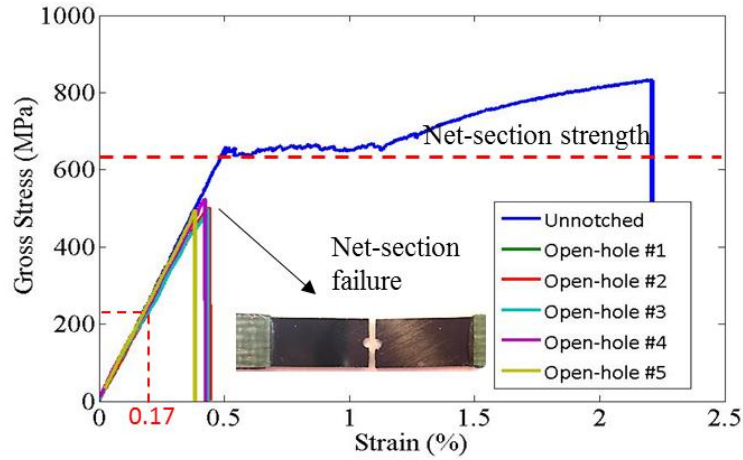 1000
800
600
400
200
0
Gross Stress (MPa)
Net-section strength
Net-section
failure
Unnotched
Open-hole #1
Open-hole #2
Open-hole #3
Open-hole #4
Open-hole #5
0
0.17
0.5
1
1.5
2
2.5
Strain (%)